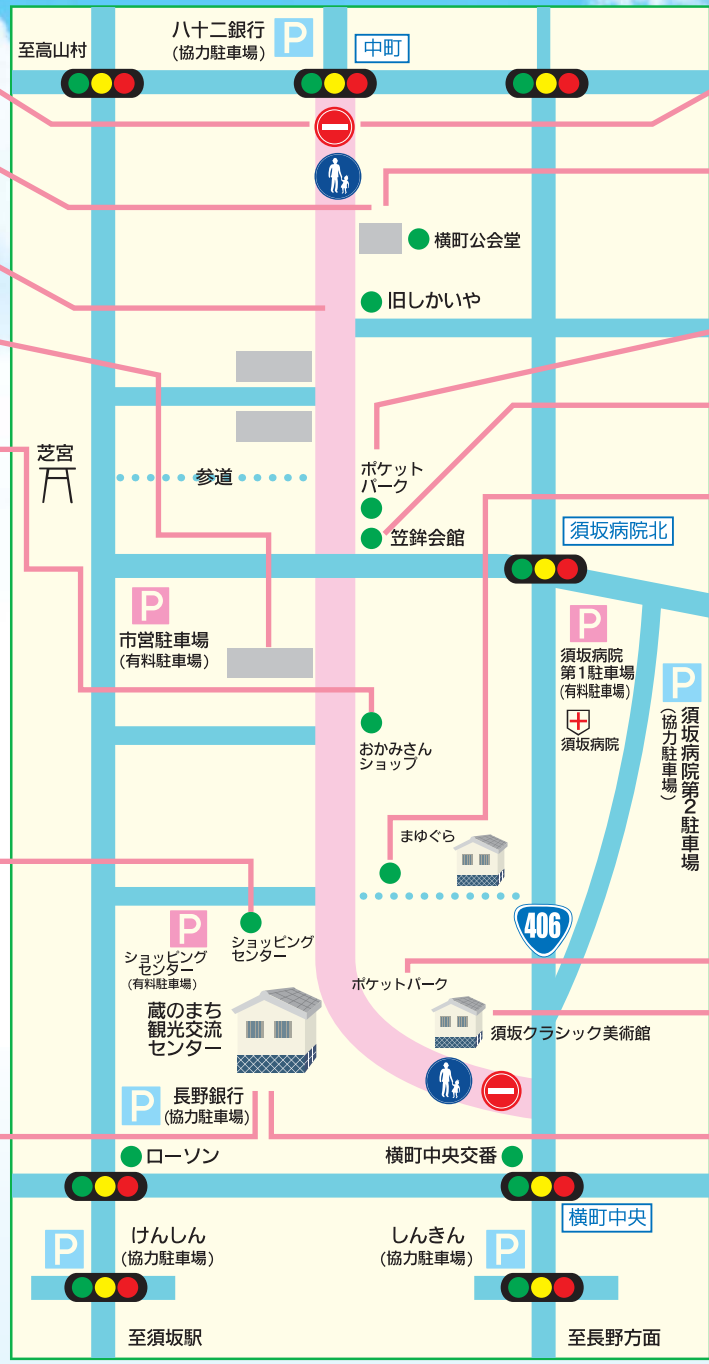 八十二銀行
(協力駐車場)
P
中町
至高山村
横町公会堂
旧しかいや
芝宮
参道
ポケット
パーク
笠鉾会館
須坂病院北
P
市営駐車場
(有料駐車場)
P
須坂病院
第1駐車場
(有料駐車場)
須坂病院
P
須坂病院第2駐車場
(協力駐車場)
おかみさん
ショップ
まゆぐら
406
P
ショッピング
センター
(有料駐車場)
ショッピング
センター
ポケットパーク
蔵のまち
観光交流
センター
須坂クラシック美術館
P
長野銀行
(協力駐車場)
ローソン
横町中央交番
横町中央
P
けんしん
(協力駐車場)
しんきん
(協力駐車場)
P
至須坂駅
至長野方面